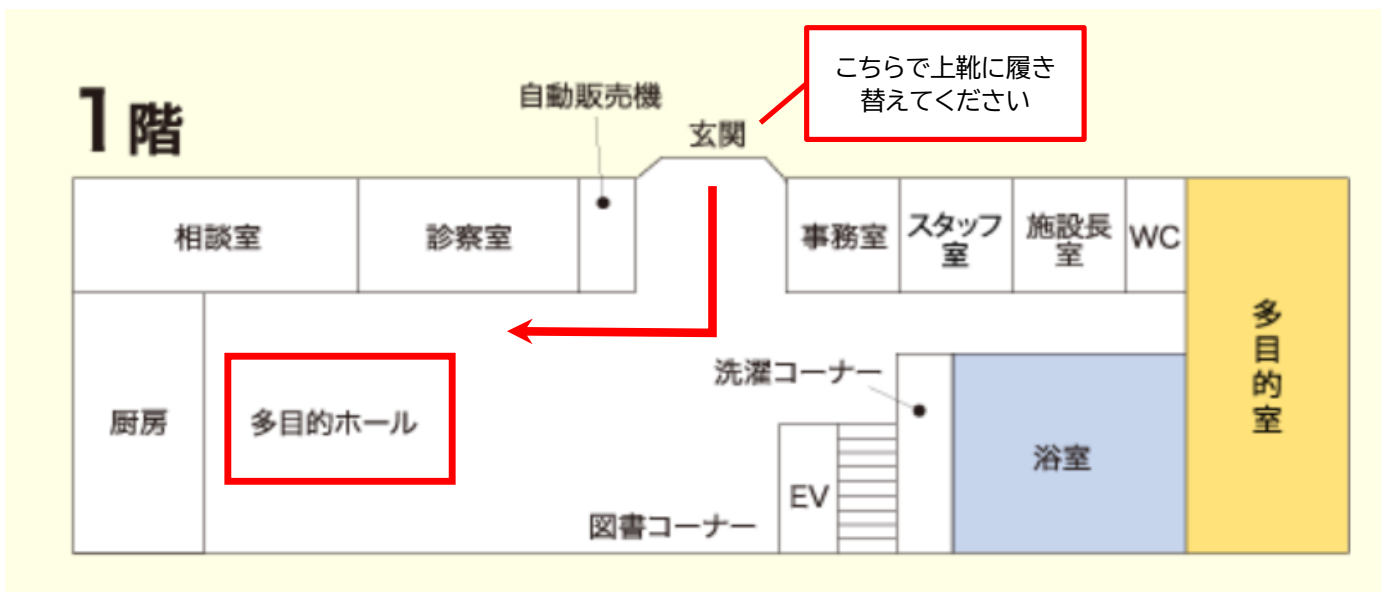 こちらで上靴に履き
替えてください
1階
自動販売機
玄関
相談室
診察室
事務室
スタッフ
室
施設長
室
WC
多目的室
洗濯コーナー
厨房
多目的ホール
浴室
EV
図書コーナー